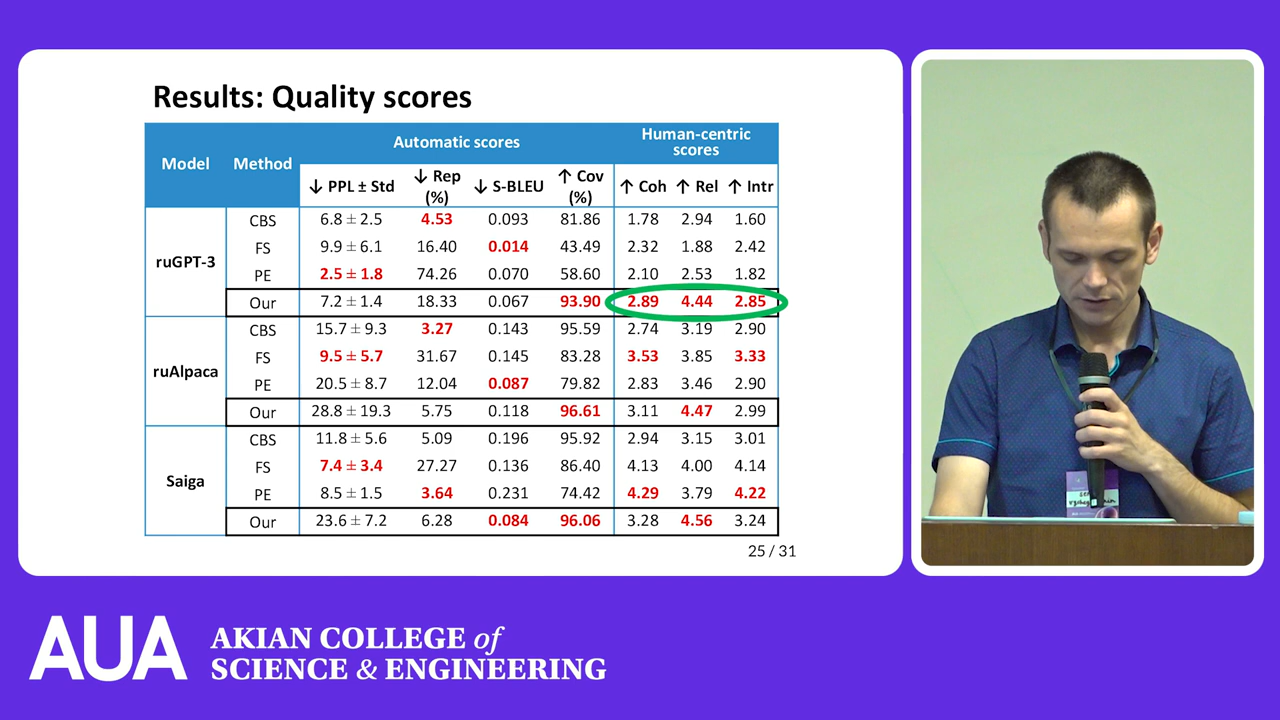 Results: Quality scores
Model Method Automatic scores Human-centric scores
↓ PPL ± Std ↓ Rep (%) ↓ S-BLEU ↑ Cov (%) ↑ Coh ↑ Rel ↑ Intr
ruGPT-3
CBS 6.8 ± 2.5 4.53 0.093 81.86 1.78 2.94 1.60
FS 9.9 ± 6.1 16.40 0.014 43.49 2.32 1.88 2.42
PE 2.5 ± 1.8 74.26 0.070 58.60 2.10 2.53 1.82
Our 7.2 ± 1.4 18.33 0.067 93.90 2.89 4.44 2.85
ruAlpaca
CBS 15.7 ± 9.3 3.27 0.143 95.59 2.74 3.19 2.90
FS 9.5 ± 5.7 31.67 0.145 83.28 3.53 3.85 3.33
PE 20.5 ± 8.7 12.04 0.087 79.82 2.83 3.46 2.90
Our 28.8 ± 19.3 5.75 0.118 96.61 3.11 4.47 2.99
Saiga
CBS 11.8 ± 5.6 5.09 0.196 95.92 2.94 3.15 3.01
FS 7.4 ± 3.4 27.27 0.136 86.40 4.13 4.00 4.14
PE 8.5 ± 1.5 3.64 0.231 74.42 4.29 3.79 4.22
Our 23.6 ± 7.2 6.28 0.084 96.06 3.28 4.56 3.24
25 / 31
AUA
AKIAN COLLEGE of
SCIENCE & ENGINEERING